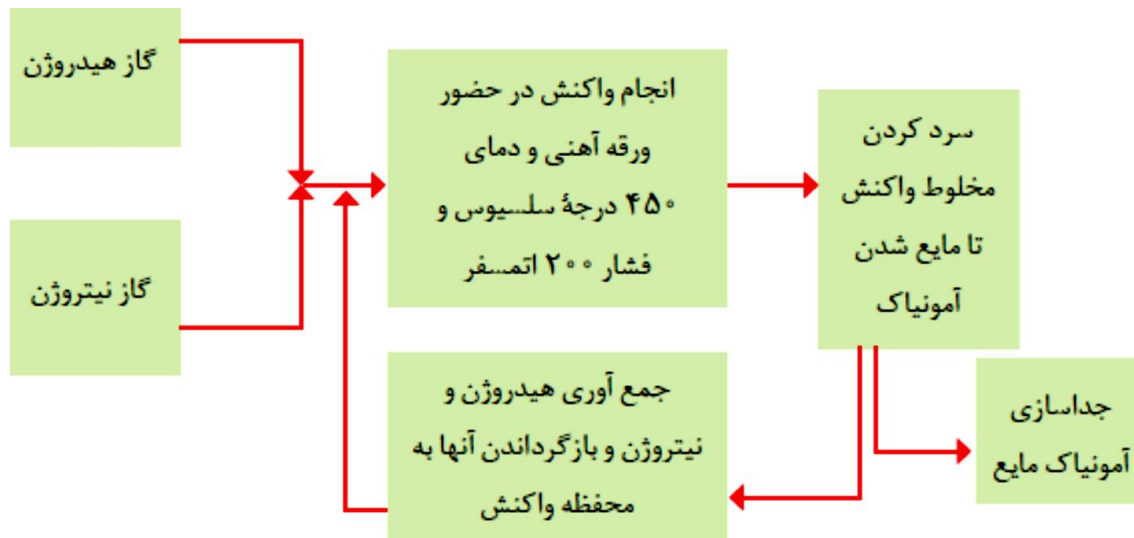 گاز هیدروژن
گاز نیتروژن
انجام واکنش در حضور
ورقه آهنی و دمای
۴۵۰ درجهٔ سلسیوس و
فشار ۲۰۰ اتمسفر
سرد کردن
مخلوط واکنش
تا مایع شدن
آمونیاک
جمع آوری هیدروژن و
نیتروژن و بازگرداندن آنها به
محفظه واکنش
جداسازی
آمونیاک مایع